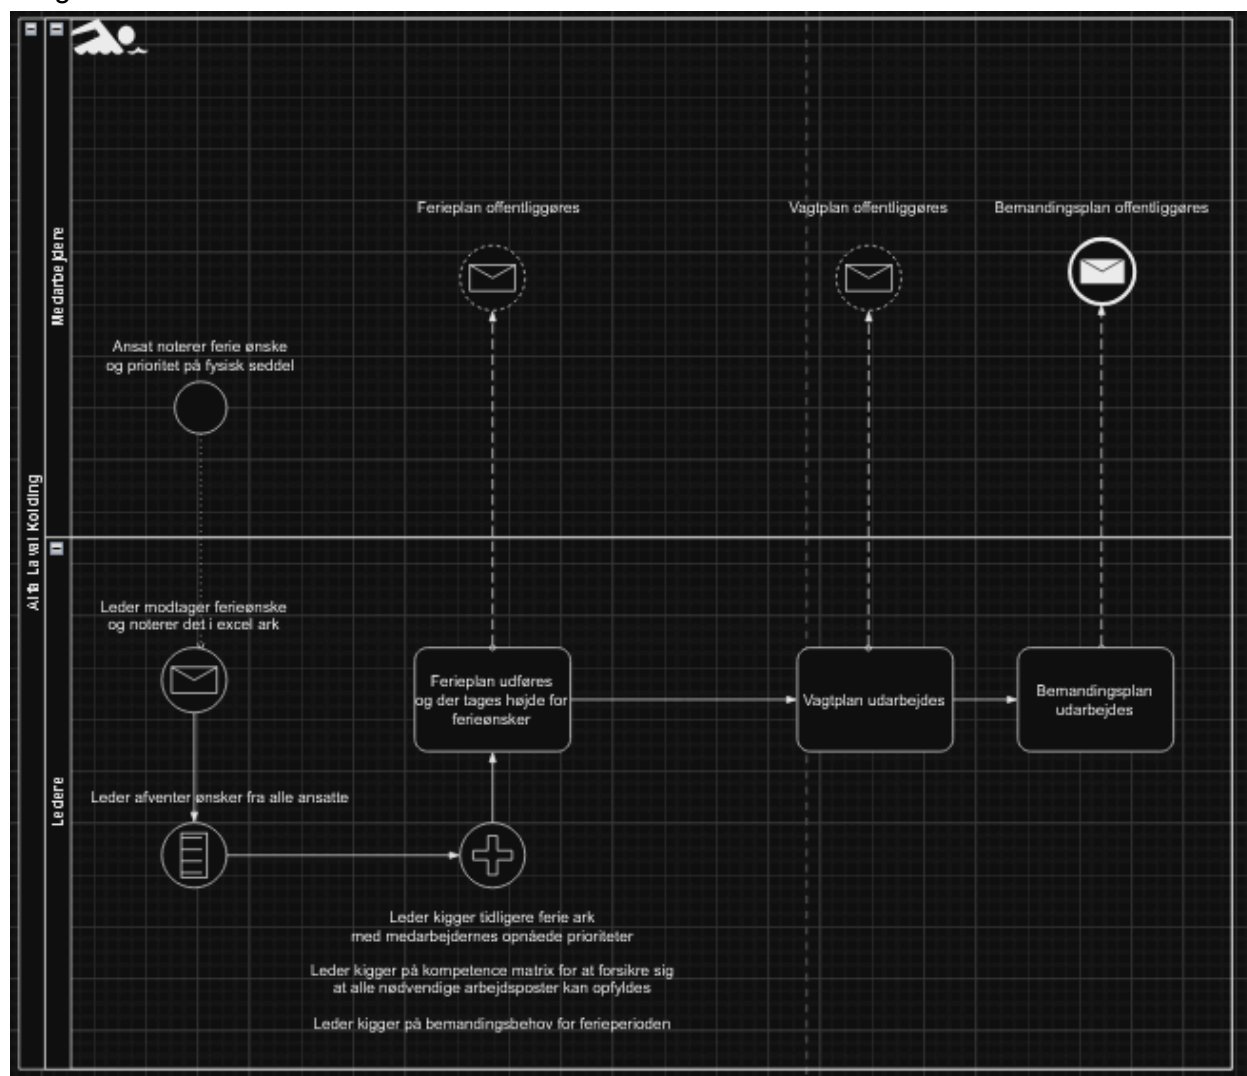 Alfa Laval Kolding
Medarbejdere
Ferieplan offentliggøres
Vagtplan offentliggøres
Bemandingsplan offentliggøres
Ansat noterer ferie ønske
og prioritet på fysisk seddel
Ledere
Leder modtager ferieønske
og noterer det i excel ark
Ferieplan udføres
og der tages højde for
ferieønsker
Vagtplan udarbejdes
Bemandingsplan
udarbejdes
Leder afventer ønsker fra alle ansatte
Leder kigger tidligere ferie ark
med medarbejdernes opnåede prioriteter
Leder kigger på kompetence matrix for at forsikre sig
at alle nødvendige arbejdsposter kan opfyldes
Leder kigger på bemandingsbehov for ferieperioden